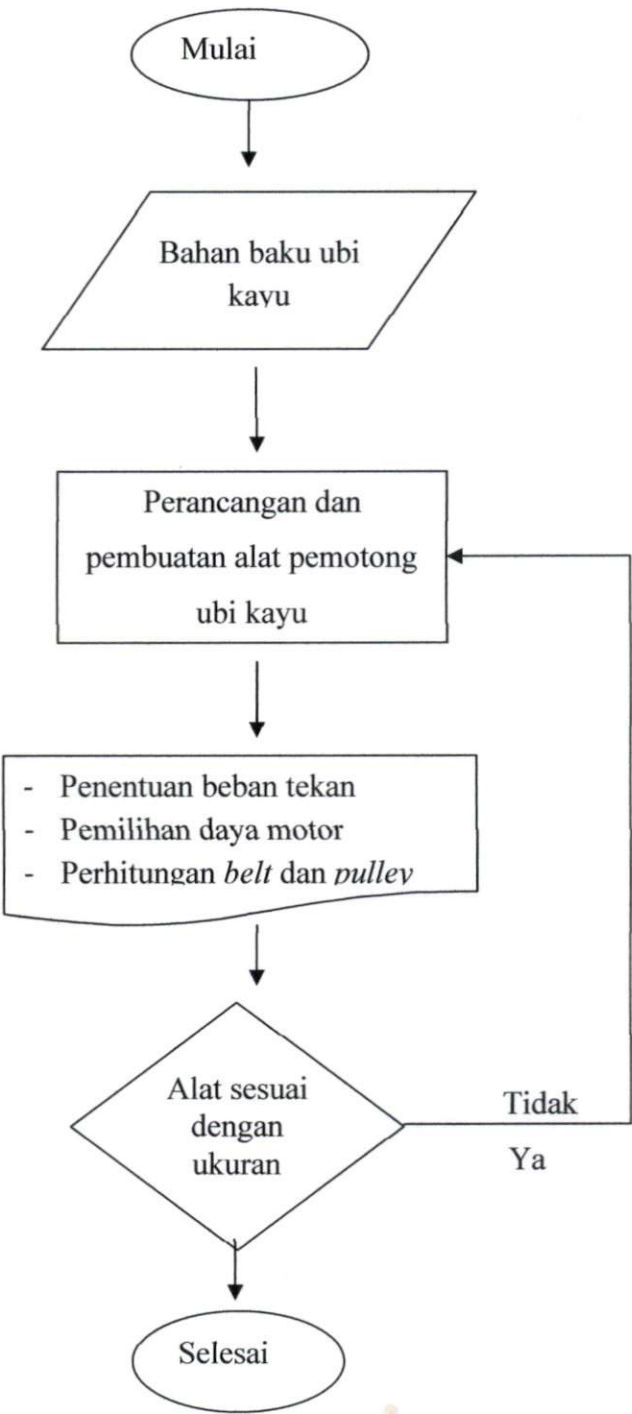 Mulai
Bahan baku ubi
kayu
Perancangan dan
pembuatan alat pemotong
ubi kayu
- Penentuan beban tekan
- Pemilihan daya motor
- Perhitungan belt dan pulley
Alat sesuai
dengan
ukuran
Tidak
Ya
Selesai